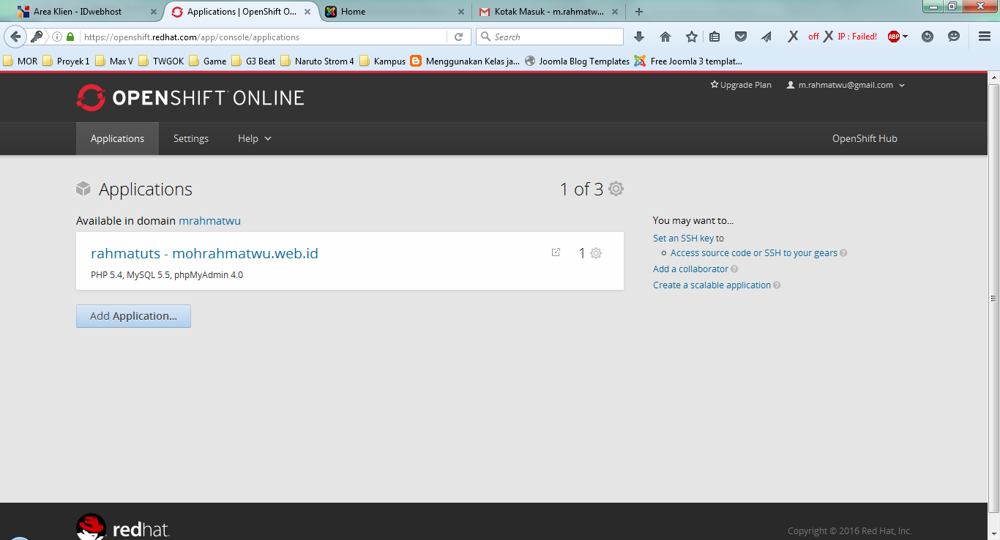 Area Klien - IDwebhost
Applications | OpenShift O...
Home
Kotak Masuk - m.rahmatw...
https://openshift.redhat.com/app/console/applications
Search
off
IP : Failed!
ABP
MOR
Proyek 1
Max V
TWGOK
Game
G3 Beat
Naruto Strom 4
Kampus
Menggunakan Kelas ja...
Joomla Blog Templates
Free Joomla 3 templat...
OPENSHIFT ONLINE
Upgrade Plan
m.rahmatwu@gmail.com
Applications
Settings
Help
OpenShift Hub
Applications
1 of 3
Available in domain mrahmatwu
rahmatuts - mohrahmatwu.web.id
1
PHP 5.4, MySQL 5.5, phpMyAdmin 4.0
Add Application...
You may want to...
Set an SSH key to
Access source code or SSH to your gears
Add a collaborator
Create a scalable application
redhat.
Copyright © 2016 Red Hat, Inc.